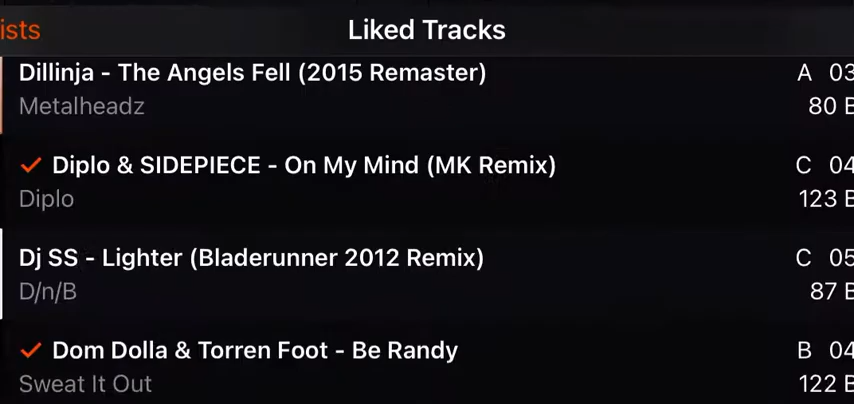 ists Liked Tracks
Dillinja - The Angels Fell (2015 Remaster) A 03
Metalheadz 80 B
Diplo & SIDEPIECE - On My Mind (MK Remix) C 04
Diplo 123 B
Dj SS - Lighter (Bladerunner 2012 Remix) C 05
D/n/B 87 B
Dom Dolla & Torren Foot - Be Randy B 04
Sweat It Out 122 B